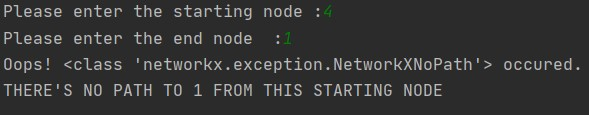 Please enter the starting node :4
Please enter the end node  :1
Oops! <class 'networkx.exception.NetworkXNoPath'> occured.
THERE'S NO PATH TO 1 FROM THIS STARTING NODE